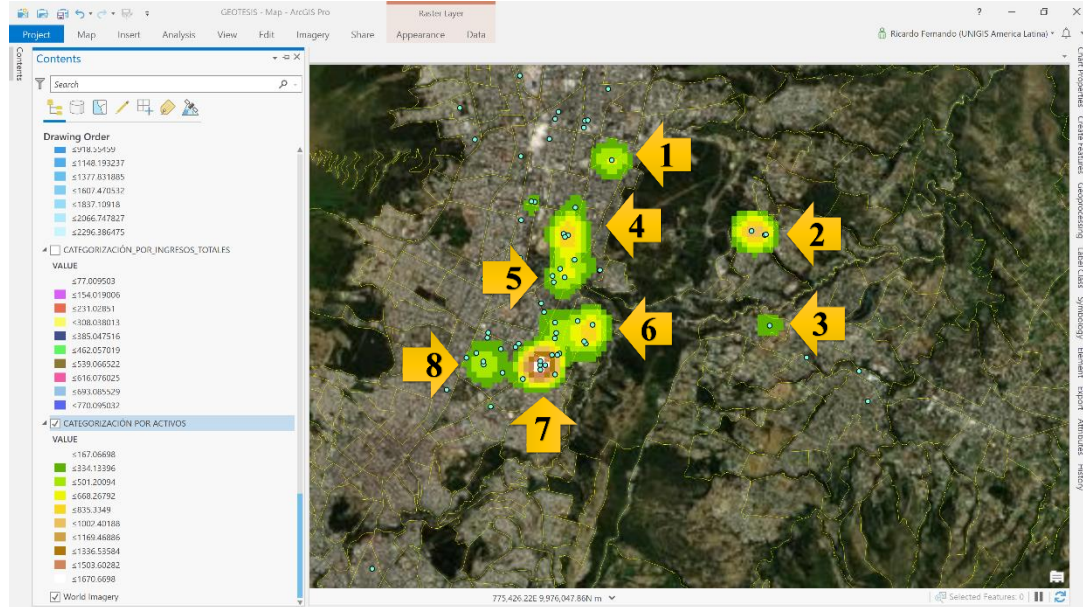 GEOTESIS - Map - ArcGIS Pro
Raster Layer
?
Project Map Insert Analysis View Edit Imagery Share Appearance Data
Ricardo Fernando (UNIGIS America Latina)
Contents
Contents
Search
Drawing Order
≤918.55459
≤1148.193237
≤1377.831885
≤1607.470532
≤1837.10918
≤2066.747827
≤2296.386475
CATEGORIZACIÓN_POR_INGRESOS_TOTALES
VALUE
≤77.009503
≤154.019006
≤231.02851
≤308.038013
≤385.047516
≤462.057019
≤539.066522
≤616.076025
≤693.085529
≤770.095032
CATEGORIZACIÓN POR ACTIVOS
VALUE
≤167.06698
≤334.13396
≤501.20094
≤668.26792
≤835.3349
≤1002.40188
≤1169.46886
≤1336.53584
≤1503.60282
≤1670.6698
World Imagery
1
4
2
5
6
3
8
7
775,426.22E 9,976,047.86N m
Selected Features: 0
Chart Properties
Create Features
Geoprocessing
Label Class
Symbology
Element
Export
Attributes
History